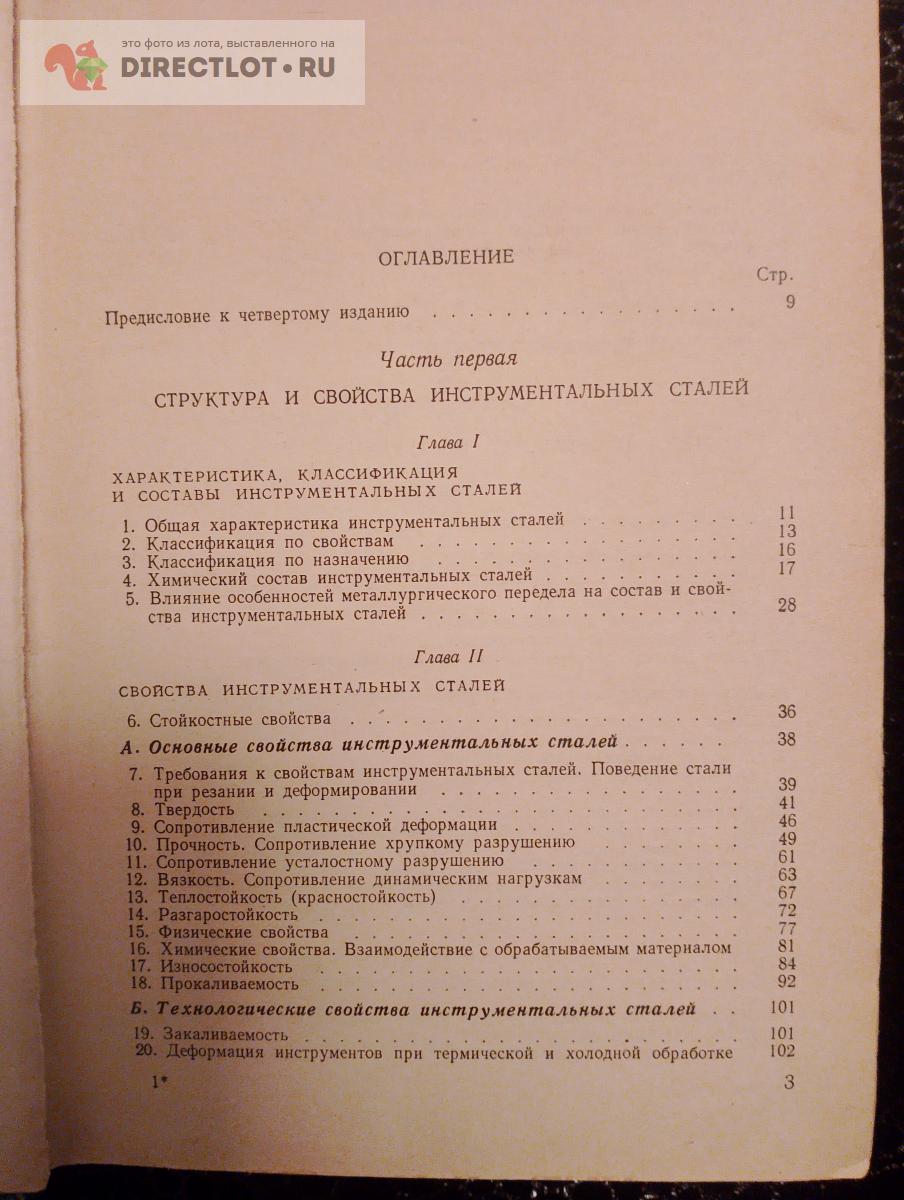 это фото из лота, выставленного на
DIRECTLOT•RU
ОГЛАВЛЕНИЕ
Стр.
Предисловие к четвертому изданию . . . . . . . . . . . . . . . . . 9
Часть первая
СТРУКТУРА И СВОЙСТВА ИНСТРУМЕНТАЛЬНЫХ СТАЛЕЙ
Глава I
ХАРАКТЕРИСТИКА, КЛАССИФИКАЦИЯ
И СОСТАВЫ ИНСТРУМЕНТАЛЬНЫХ СТАЛЕЙ
1. Общая характеристика инструментальных сталей . . . . . . . . . . 11
2. Классификация по свойствам . . . . . . . . . . . . . . . . . . 13
3. Классификация по назначению . . . . . . . . . . . . . . . . . 16
4. Химический состав инструментальных сталей . . . . . . . . . . . 17
5. Влияние особенностей металлургического передела на состав и свой-
ства инструментальных сталей . . . . . . . . . . . . . . . . . . 28
Глава II
СВОЙСТВА ИНСТРУМЕНТАЛЬНЫХ СТАЛЕЙ
6. Стойкостные свойства . . . . . . . . . . . . . . . . . . . . . 36
А. Основные свойства инструментальных сталей . . . . . . 38
7. Требования к свойствам инструментальных сталей. Поведение стали
при резании и деформировании . . . . . . . . . . . . . . . . . 39
8. Твердость . . . . . . . . . . . . . . . . . . . . . . . . . . 41
9. Сопротивление пластической деформации . . . . . . . . . . . . . 46
10. Прочность. Сопротивление хрупкому разрушению . . . . . . . . 49
11. Сопротивление усталостному разрушению . . . . . . . . . . . . 61
12. Вязкость. Сопротивление динамическим нагрузкам . . . . . . . . 63
13. Теплостойкость (красностойкость) . . . . . . . . . . . . . . . . 67
14. Разгаростойкость . . . . . . . . . . . . . . . . . . . . . . . 72
15. Физические свойства . . . . . . . . . . . . . . . . . . . . . 77
16. Химические свойства. Взаимодействие с обрабатываемым материалом 81
17. Износостойкость . . . . . . . . . . . . . . . . . . . . . . . 84
18. Прокаливаемость . . . . . . . . . . . . . . . . . . . . . . . 92
Б. Технологические свойства инструментальных сталей . . 101
19. Закаливаемость . . . . . . . . . . . . . . . . . . . . . . . . 101
20. Деформация инструментов при термической и холодной обработке 102
1* 3